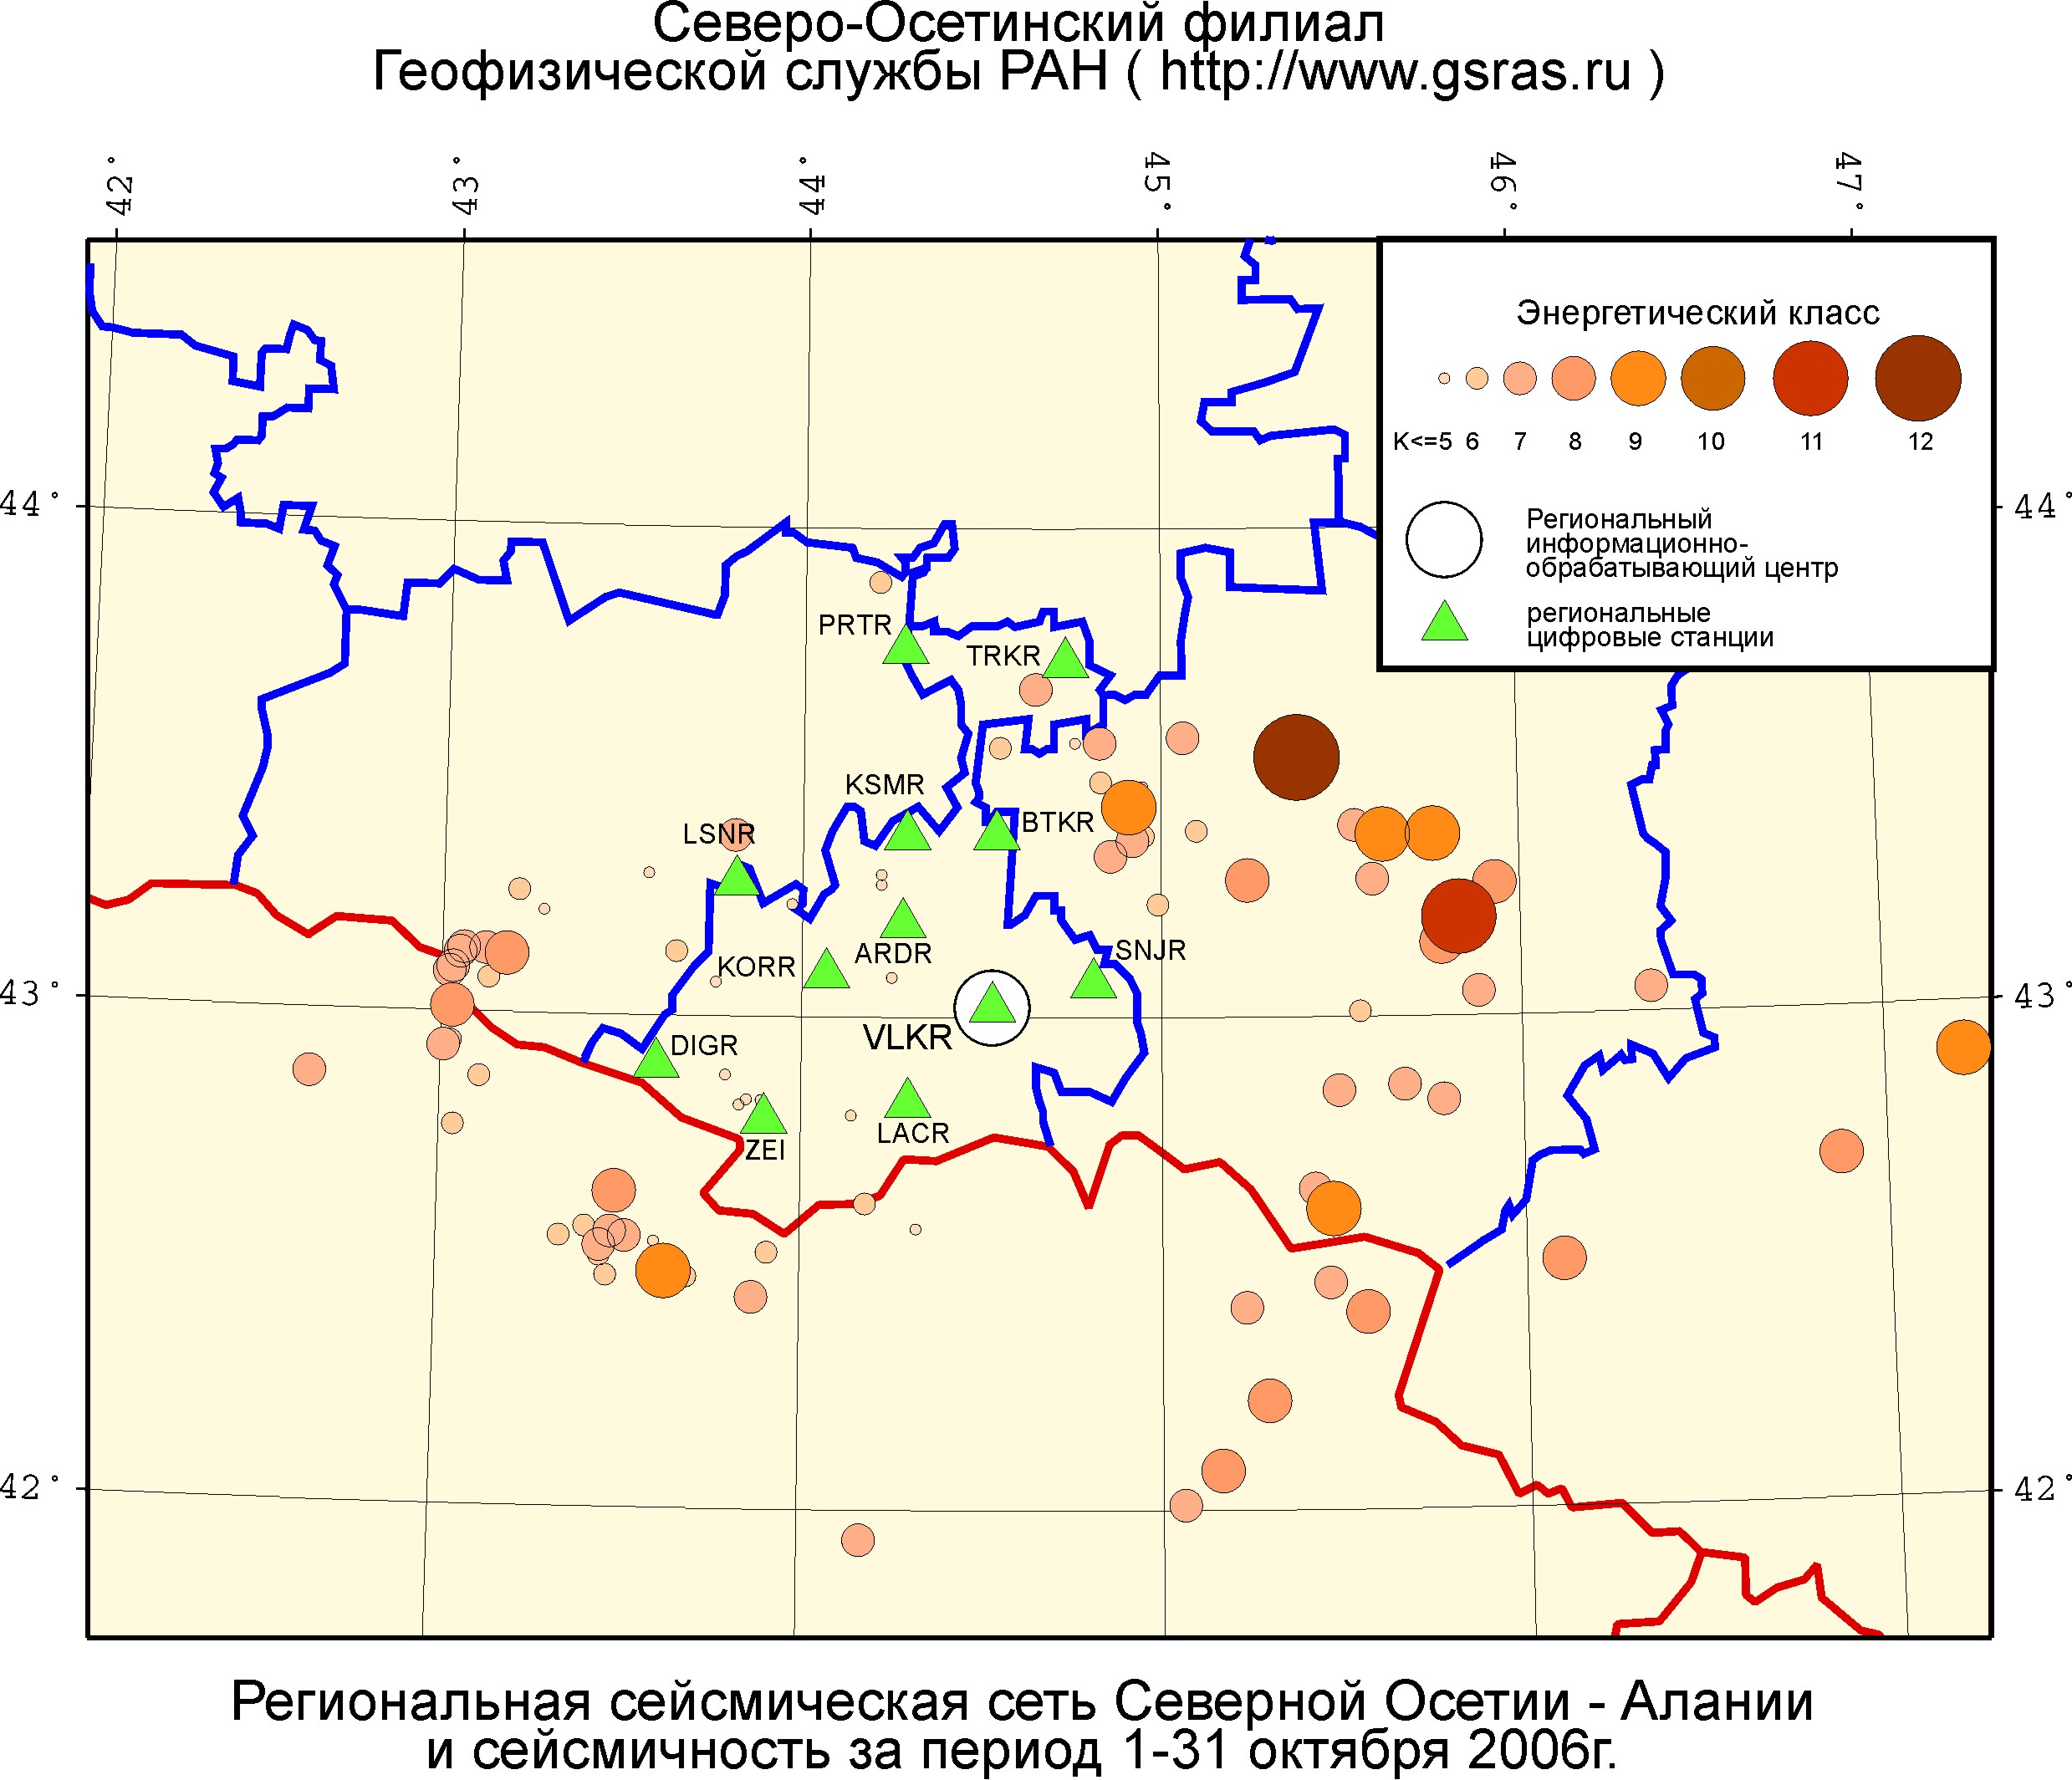 Северо-Осетинский филиал
Геофизической службы РАН ( http://www.gsras.ru )
42° 43° 44° 45° 46° 47°
Энергетический класс
K<=5 6 7 8 9 10 11 12
44° 44°
Региональный
информационно-
обрабатывающий центр
региональные
цифровые станции
PRTR
TRKR
KSMR
BTKR
LSNR
SNJR
ARDR
KORR
43° 43°
VLKR
DIGR
LACR
ZEI
42° 42°
Региональная сейсмическая сеть Северной Осетии - Алании
и сейсмичность за период 1-31 октября 2006г.